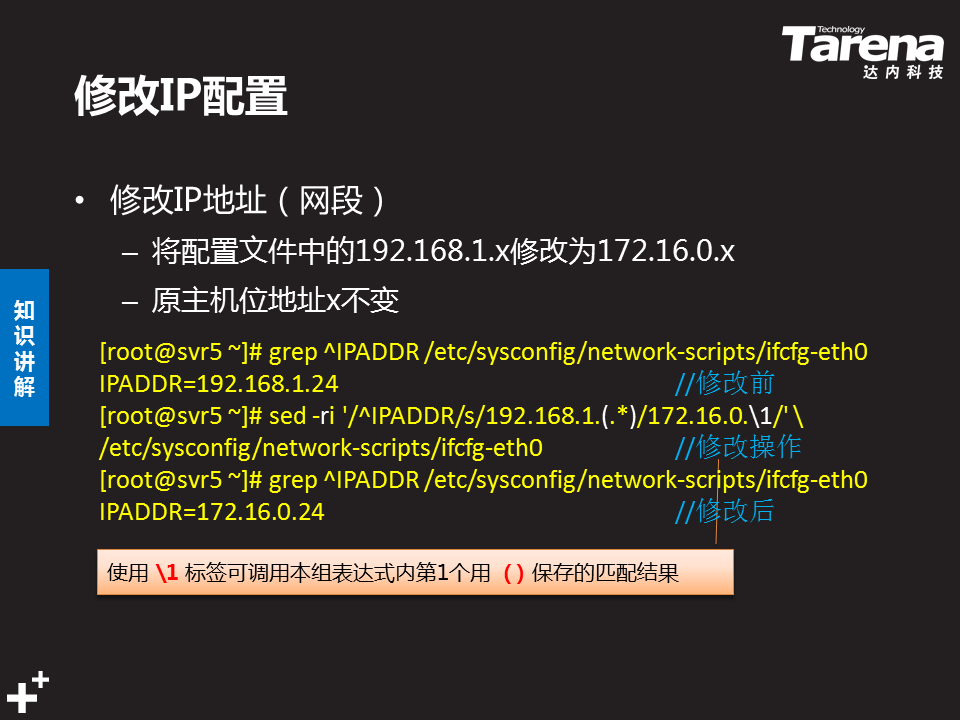 Technology
Tarena
达内科技
修改IP配置
• 修改IP地址（网段）
– 将配置文件中的192.168.1.x修改为172.16.0.x
– 原主机位地址x不变
知识讲解
[root@svr5 ~]# grep ^IPADDR /etc/sysconfig/network-scripts/ifcfg-eth0
IPADDR=192.168.1.24 //修改前
[root@svr5 ~]# sed -ri '/^IPADDR/s/192.168.1.(.*)/172.16.0.\1/' \
/etc/sysconfig/network-scripts/ifcfg-eth0 //修改操作
[root@svr5 ~]# grep ^IPADDR /etc/sysconfig/network-scripts/ifcfg-eth0
IPADDR=172.16.0.24 //修改后
使用 \1 标签可调用本组表达式内第1个用 ( ) 保存的匹配结果